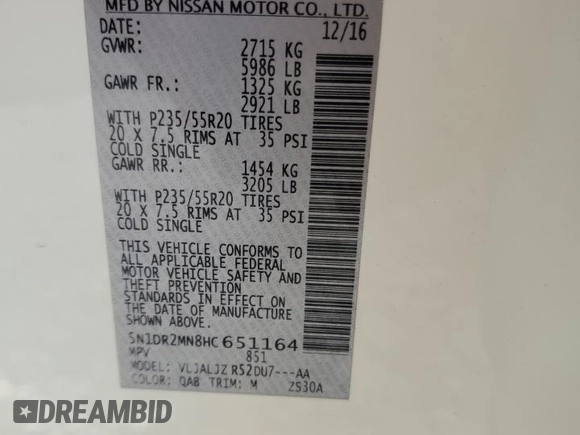 MFD BY NISSAN MOTOR CO., LTD.
DATE: 12/16
GVWR: 2715 KG
5986 LB
GAWR FR.: 1325 KG
2921 LB
WITH P235/55R20 TIRES
20 X 7.5 RIMS AT 35 PSI
COLD SINGLE
GAWR RR.: 1454 KG
3205 LB
WITH P235/55R20 TIRES
20 X 7.5 RIMS AT 35 PSI
COLD SINGLE
THIS VEHICLE CONFORMS TO
ALL APPLICABLE FEDERAL
MOTOR VEHICLE SAFETY AND
THEFT PREVENTION
STANDARDS IN EFFECT ON
THE DATE OF MANUFACTURE
SHOWN ABOVE.
5N1DR2MN8HC651164
MPV 851
MODEL: VLJALJZ R52DU7---AA
COLOR: QAB TRIM: M ZS30A
DREAMBID